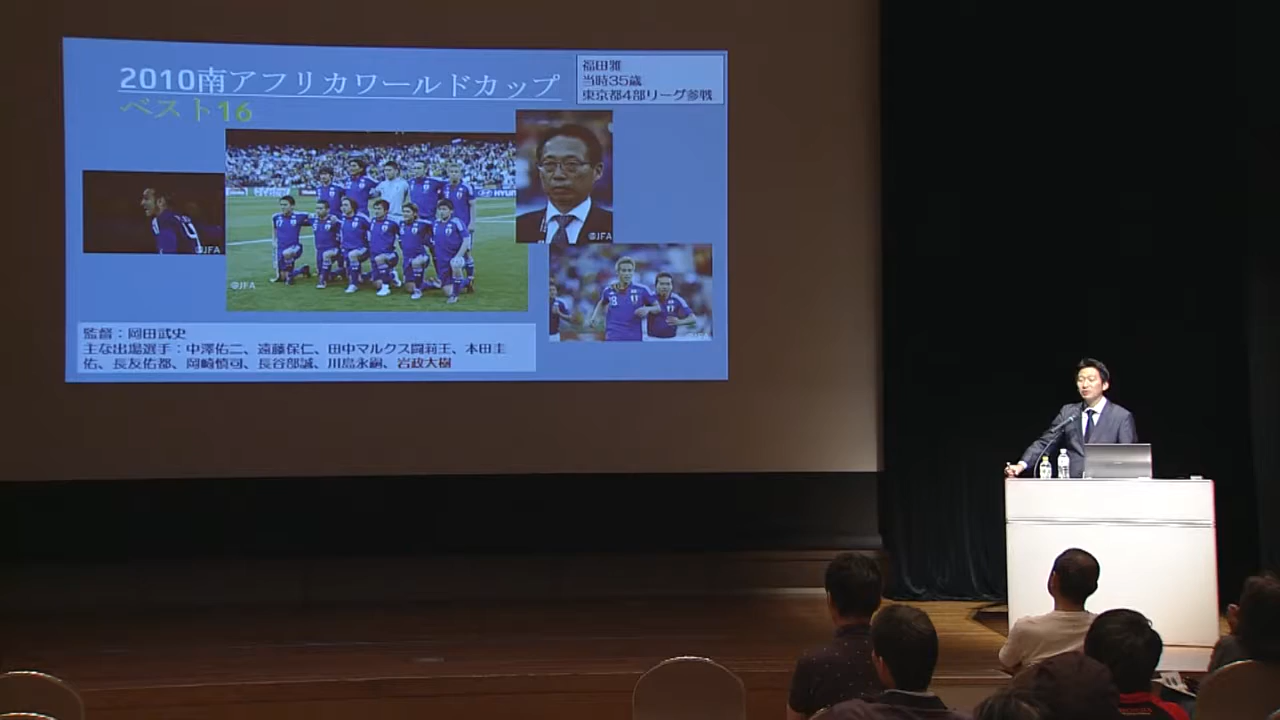 2010南アフリカワールドカップ
ベスト16
福田雅
当時35歳
東京都4部リーグ参戦
@JFA
@JFA
@JFA
監督：岡田武史
主な出場選手：中澤佑二、遠藤保仁、田中マルクス闘莉王、本田圭
佑、長友佑都、岡崎慎司、長谷部誠、川島永嗣、岩政大樹